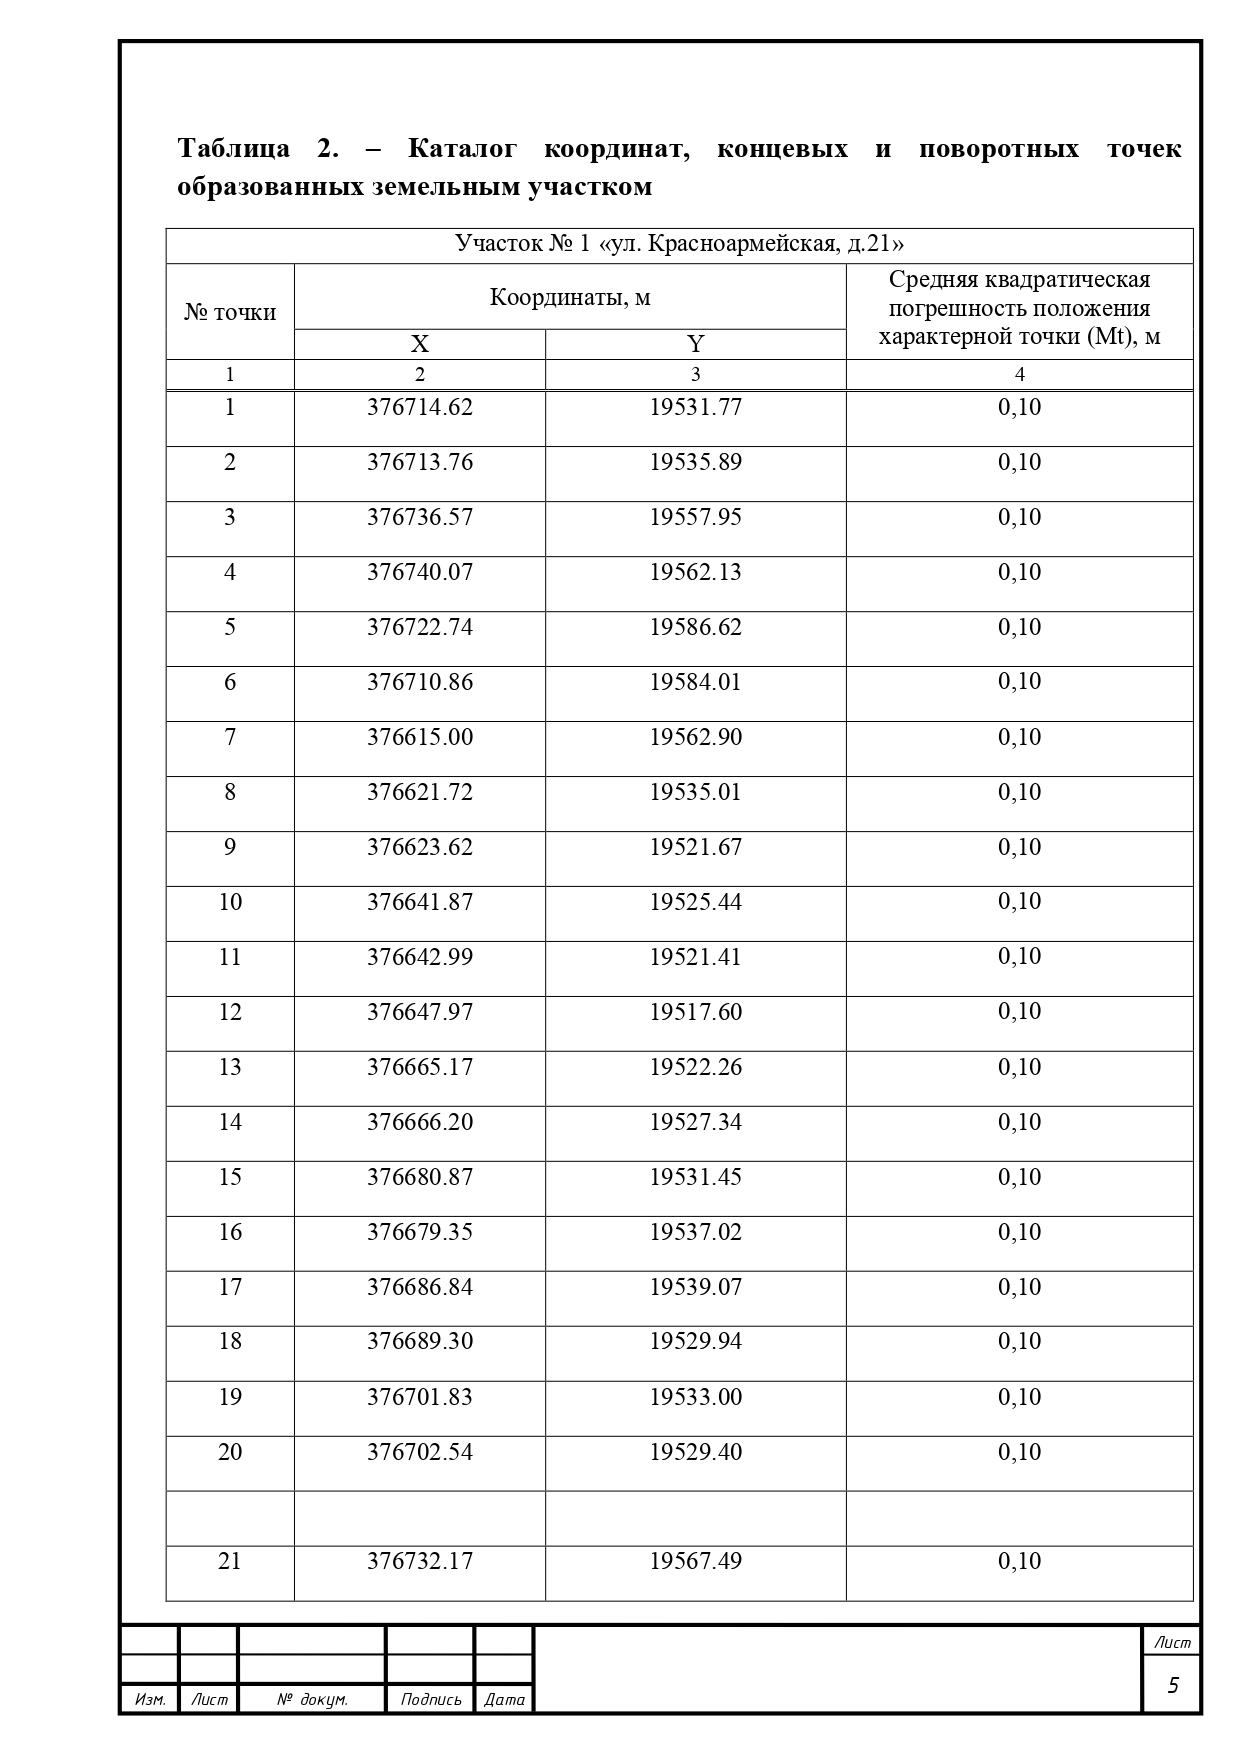 Таблица 2. – Каталог координат, концевых и поворотных точек
образованных земельным участком
Участок № 1 «ул. Красноармейская, д.21»
№ точки Координаты, м Средняя квадратическая
погрешность положения
характерной точки (Mt), м
X Y
1 2 3 4
1 376714.62 19531.77 0,10
2 376713.76 19535.89 0,10
3 376736.57 19557.95 0,10
4 376740.07 19562.13 0,10
5 376722.74 19586.62 0,10
6 376710.86 19584.01 0,10
7 376615.00 19562.90 0,10
8 376621.72 19535.01 0,10
9 376623.62 19521.67 0,10
10 376641.87 19525.44 0,10
11 376642.99 19521.41 0,10
12 376647.97 19517.60 0,10
13 376665.17 19522.26 0,10
14 376666.20 19527.34 0,10
15 376680.87 19531.45 0,10
16 376679.35 19537.02 0,10
17 376686.84 19539.07 0,10
18 376689.30 19529.94 0,10
19 376701.83 19533.00 0,10
20 376702.54 19529.40 0,10
21 376732.17 19567.49 0,10
Лист
5
Изм. Лист № докум. Подпись Дата